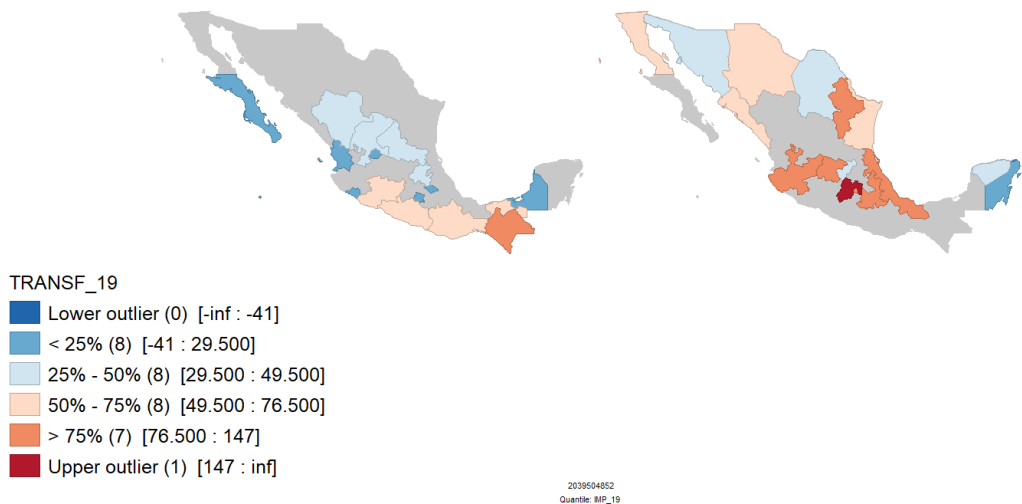 TRANSF_19
Lower outlier (0) [-inf : -41]
< 25% (8) [-41 : 29.500]
25% - 50% (8) [29.500 : 49.500]
50% - 75% (8) [49.500 : 76.500]
> 75% (7) [76.500 : 147]
Upper outlier (1) [147 : inf]
2039504852
Quantile: IMP_19